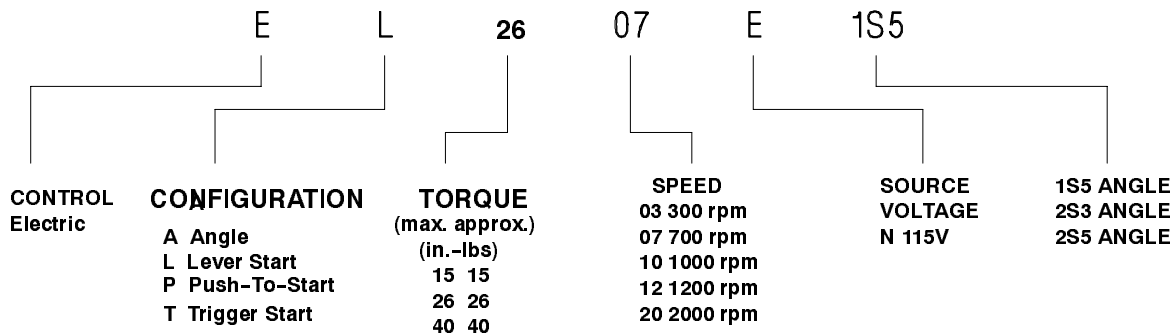 E L 26 07 E 1S5
CONTROL
Electric
CONFIGURATION
A
A Angle
L Lever Start
P Push-To-Start
T Trigger Start
TORQUE
(max. approx.)
(in.-lbs)
15 15
26 26
40 40
SPEED
03 300 rpm
07 700 rpm
10 1000 rpm
12 1200 rpm
20 2000 rpm
SOURCE
VOLTAGE
N 115V
1S5 ANGLE
2S3 ANGLE
2S5 ANGLE